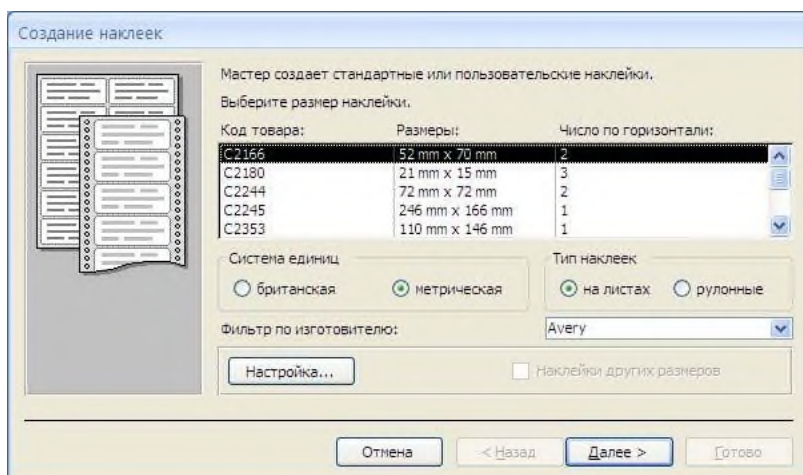 Создание наклеек
Мастер создает стандартные или пользовательские наклейки.
Выберите размер наклейки.
Код товара: Размеры: Число по горизонтали:
C2166 52 mm x 70 mm 2
C2180 21 mm x 15 mm 3
C2244 72 mm x 72 mm 2
C2245 246 mm x 166 mm 1
C2353 110 mm x 146 mm 1
Система единиц Тип наклеек
британская метрическая на листах рулонные
Фильтр по изготовителю: Avery
Настройка... Наклейки других размеров
Отмена < Назад Далее > Готово